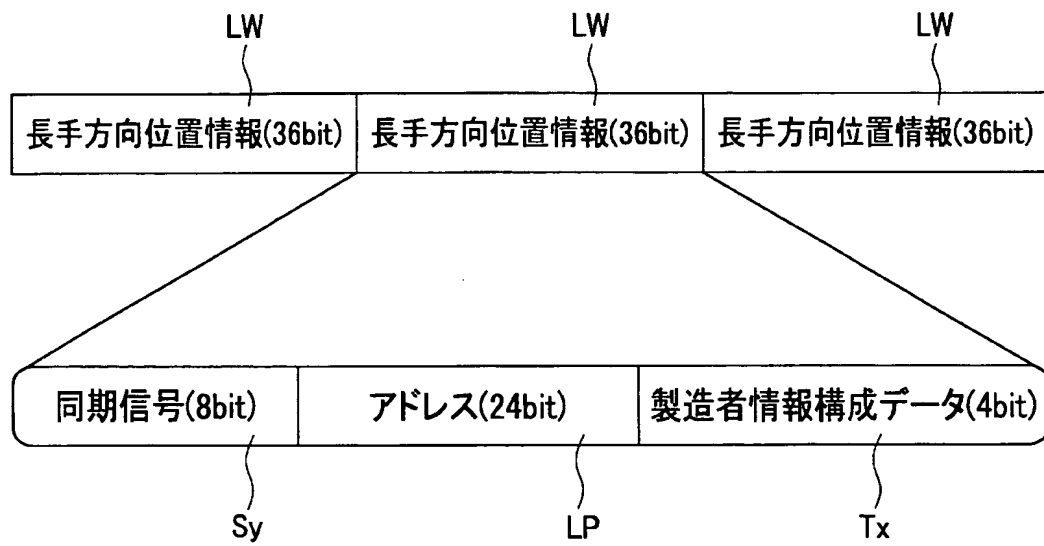 LW LW LW
長手方向位置情報(36bit) 長手方向位置情報(36bit) 長手方向位置情報(36bit)
同期信号(8bit) アドレス(24bit) 製造者情報構成データ(4bit)
Sy LP Tx